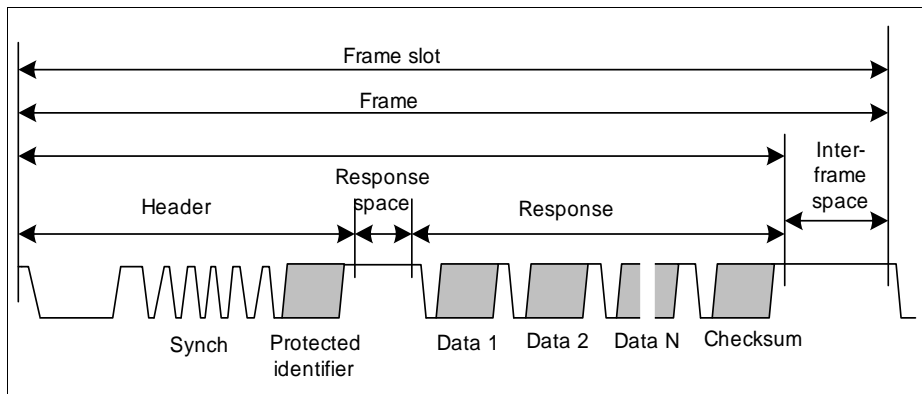 Frame slot
Frame
Inter-
frame
space
Response
space
Header
Response
Synch
Protected
identifier
Data 1
Data 2
Data N
Checksum